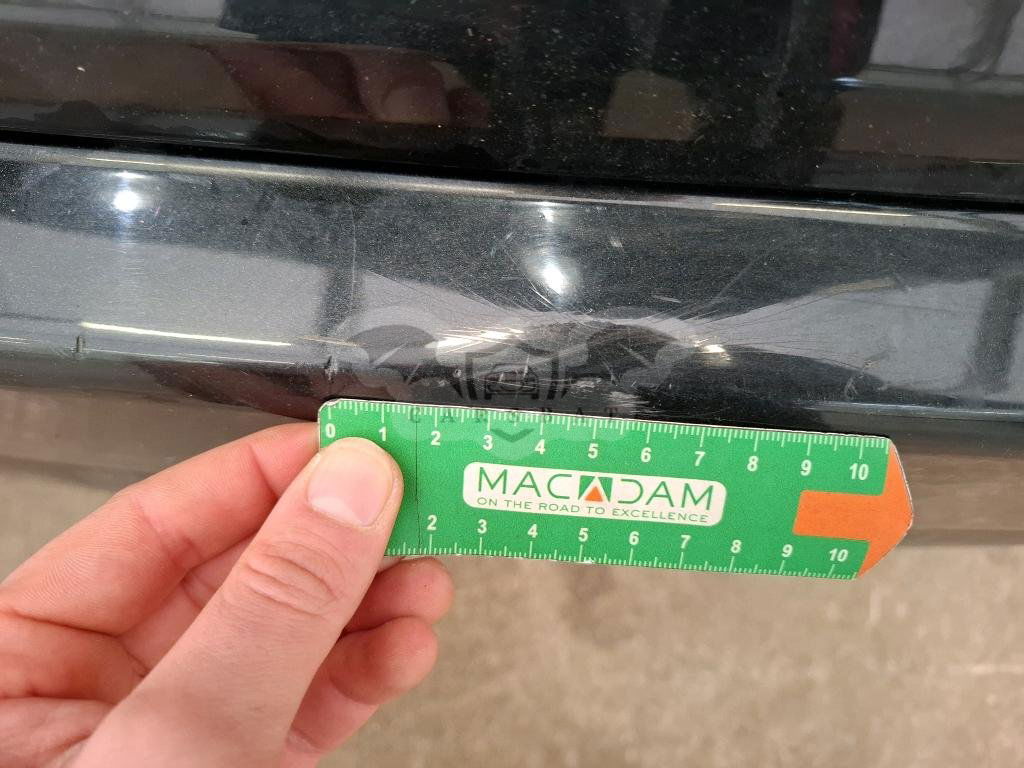 CARSBAT
0 1 2 3 4 5 6 7 8 9 10
MACADAM
ON THE ROAD TO EXCELLENCE
2 3 4 5 6 7 8 9 10